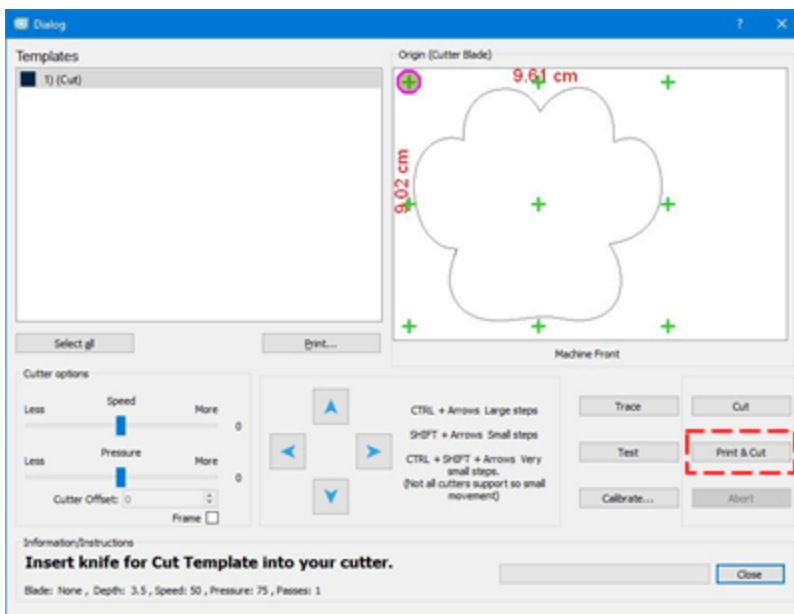 Dialog
Templates
1) (Cut)
Origin (Cutter Blade)
9.61 cm
9.02 cm
Machine Front
Select all
Print...
Cutter options
Speed
Less
More
0
Pressure
Less
More
0
Cutter Offset: 0
Frame
CTRL + Arrows Large steps
SHIFT + Arrows Small steps
CTRL + SHIFT + Arrows Very
small steps.
(Not all cutters support so small
movement)
Trace
Cut
Test
Print & Cut
Calibrate...
Abort
Information/Instructions
Insert knife for Cut Template into your cutter.
Blade: None , Depth: 3.5 , Speed: 50 , Pressure: 75 , Passes: 1
Close